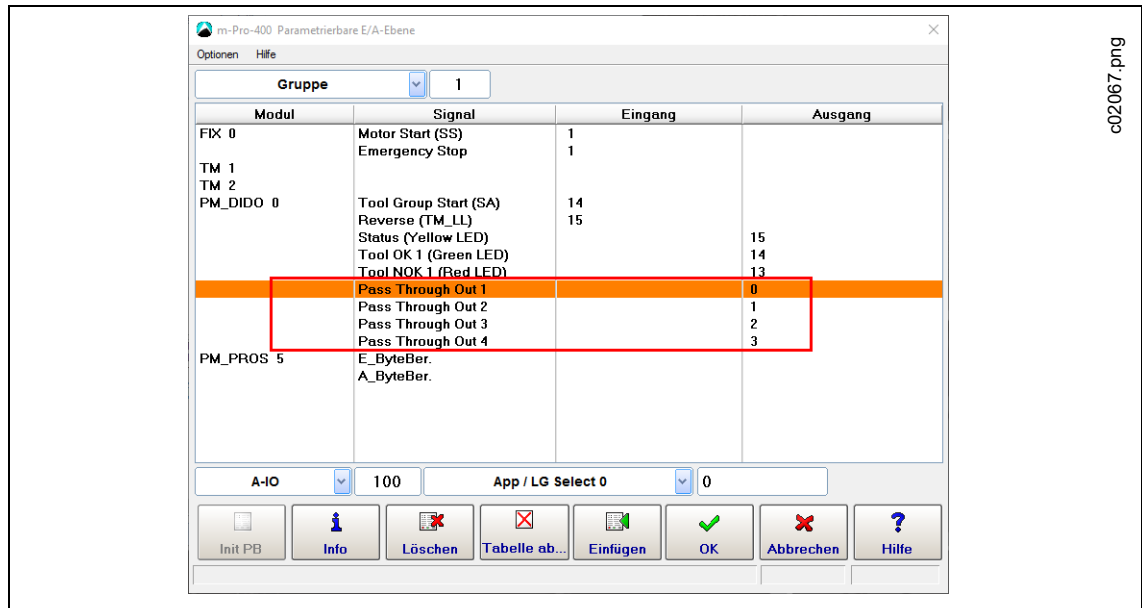 m-Pro-400 Parametrierbare E/A-Ebene
Optionen Hilfe
Gruppe 1
Modul Signal Eingang Ausgang
FIX 0 Motor Start (SS) 1
Emergency Stop 1
TM 1
TM 2
PM_DIDO 0 Tool Group Start (SA) 14
Reverse (TM_LL) 15
Status (Yellow LED) 15
Tool OK 1 (Green LED) 14
Tool NOK 1 (Red LED) 13
Pass Through Out 1 0
Pass Through Out 2 1
Pass Through Out 3 2
Pass Through Out 4 3
PM_PROS 5 E_ByteBer.
A_ByteBer.
A-IO 100 App / LG Select 0 0
Init PB Info Löschen Tabelle ab... Einfügen OK Abbrechen Hilfe
c02067.png